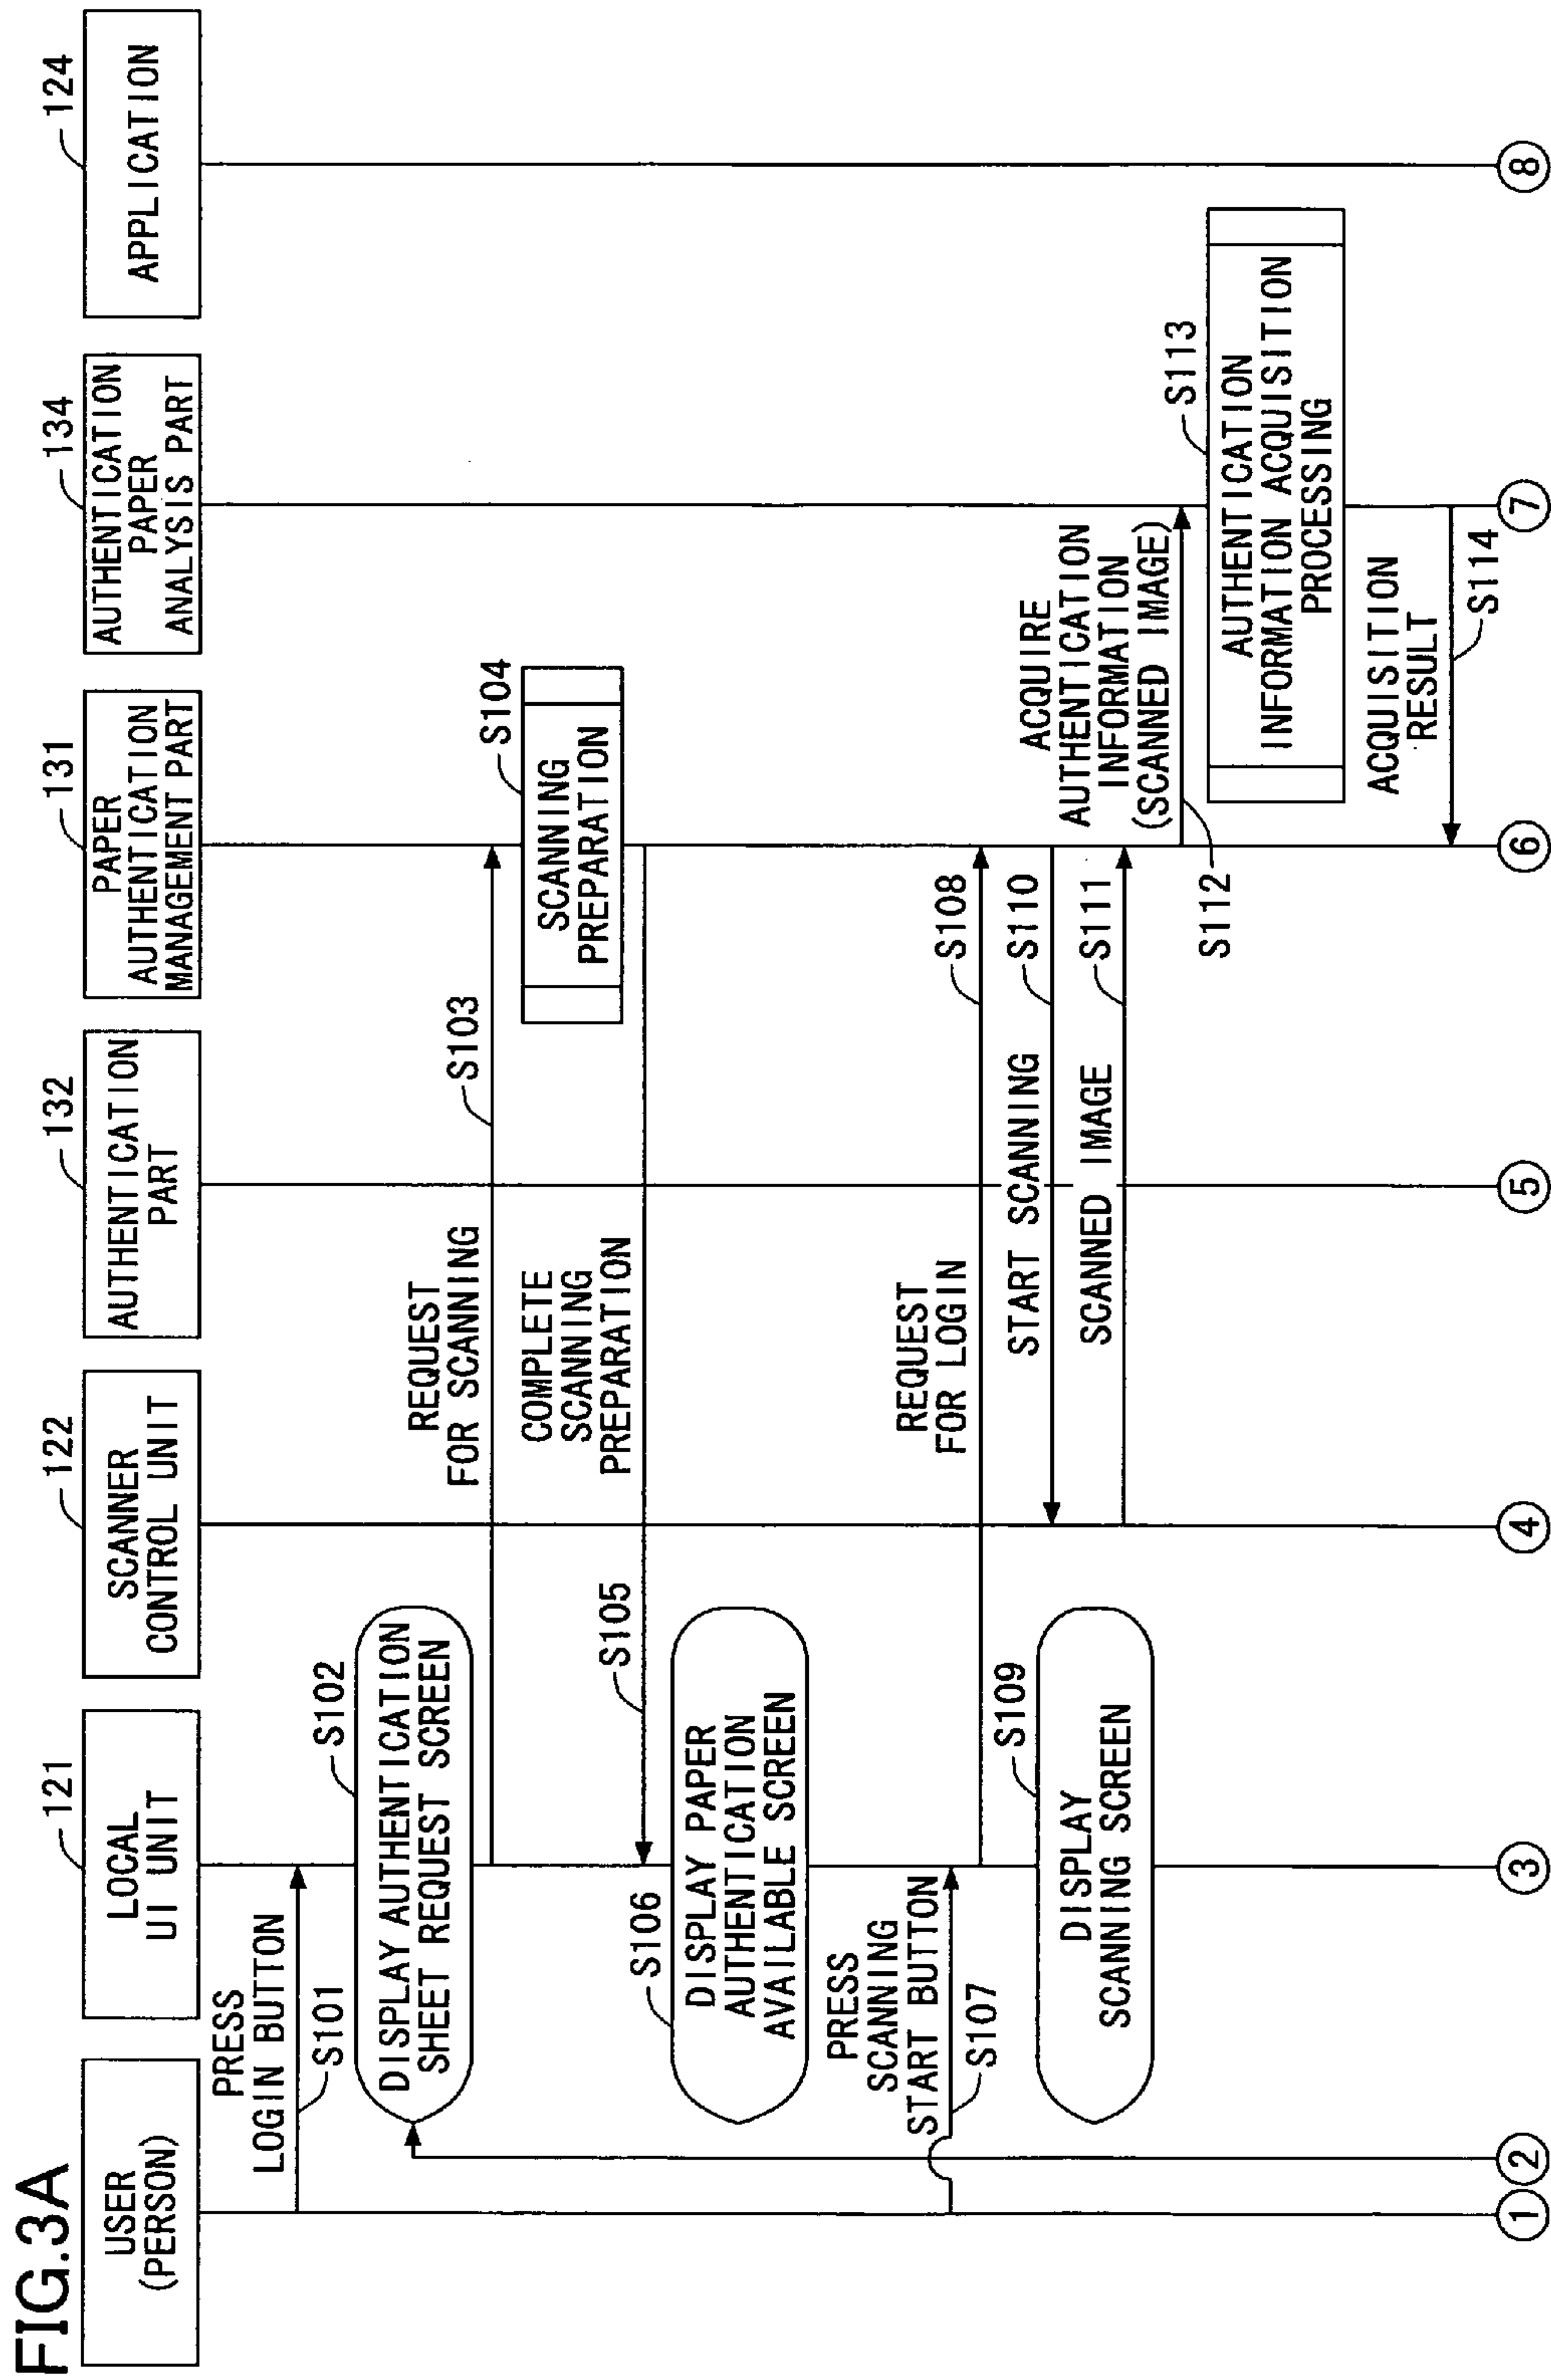 FIG.3A
USER
(PERSON)
121
LOCAL
UI UNIT
122
SCANNER
CONTROL UNIT
132
AUTHENTICATION
PART
131
PAPER
AUTHENTICATION
MANAGEMENT PART
134
AUTHENTICATION
PAPER
ANALYSIS PART
124
APPLICATION
PRESS
LOGIN BUTTON
S101
S102
DISPLAY AUTHENTICATION
SHEET REQUEST SCREEN
REQUEST
FOR SCANNING
S103
S104
SCANNING
PREPARATION
COMPLETE
SCANNING
PREPARATION
S105
S106
DISPLAY PAPER
AUTHENTICATION
AVAILABLE SCREEN
PRESS
SCANNING
START BUTTON
S107
REQUEST
FOR LOGIN
S108
S109
DISPLAY
SCANNING SCREEN
START SCANNING
S110
SCANNED IMAGE
S111
ACQUIRE
AUTHENTICATION
INFORMATION
(SCANNED IMAGE)
S112
S113
AUTHENTICATION
INFORMATION ACQUISITION
PROCESSING
ACQUISITION
RESULT
S114
1
2
3
4
5
6
7
8